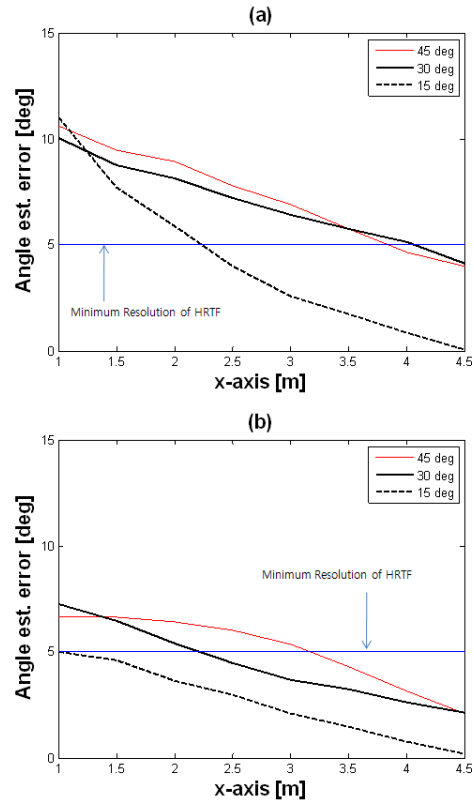 (a)
15
10
5
0
Angle est. error [deg]
45 deg
30 deg
15 deg
Minimum Resolution of HRTF
1
1.5
2
2.5
3
3.5
4
4.5
x-axis [m]
(b)
15
10
5
0
Angle est. error [deg]
45 deg
30 deg
15 deg
Minimum Resolution of HRTF
1
1.5
2
2.5
3
3.5
4
4.5
x-axis [m]